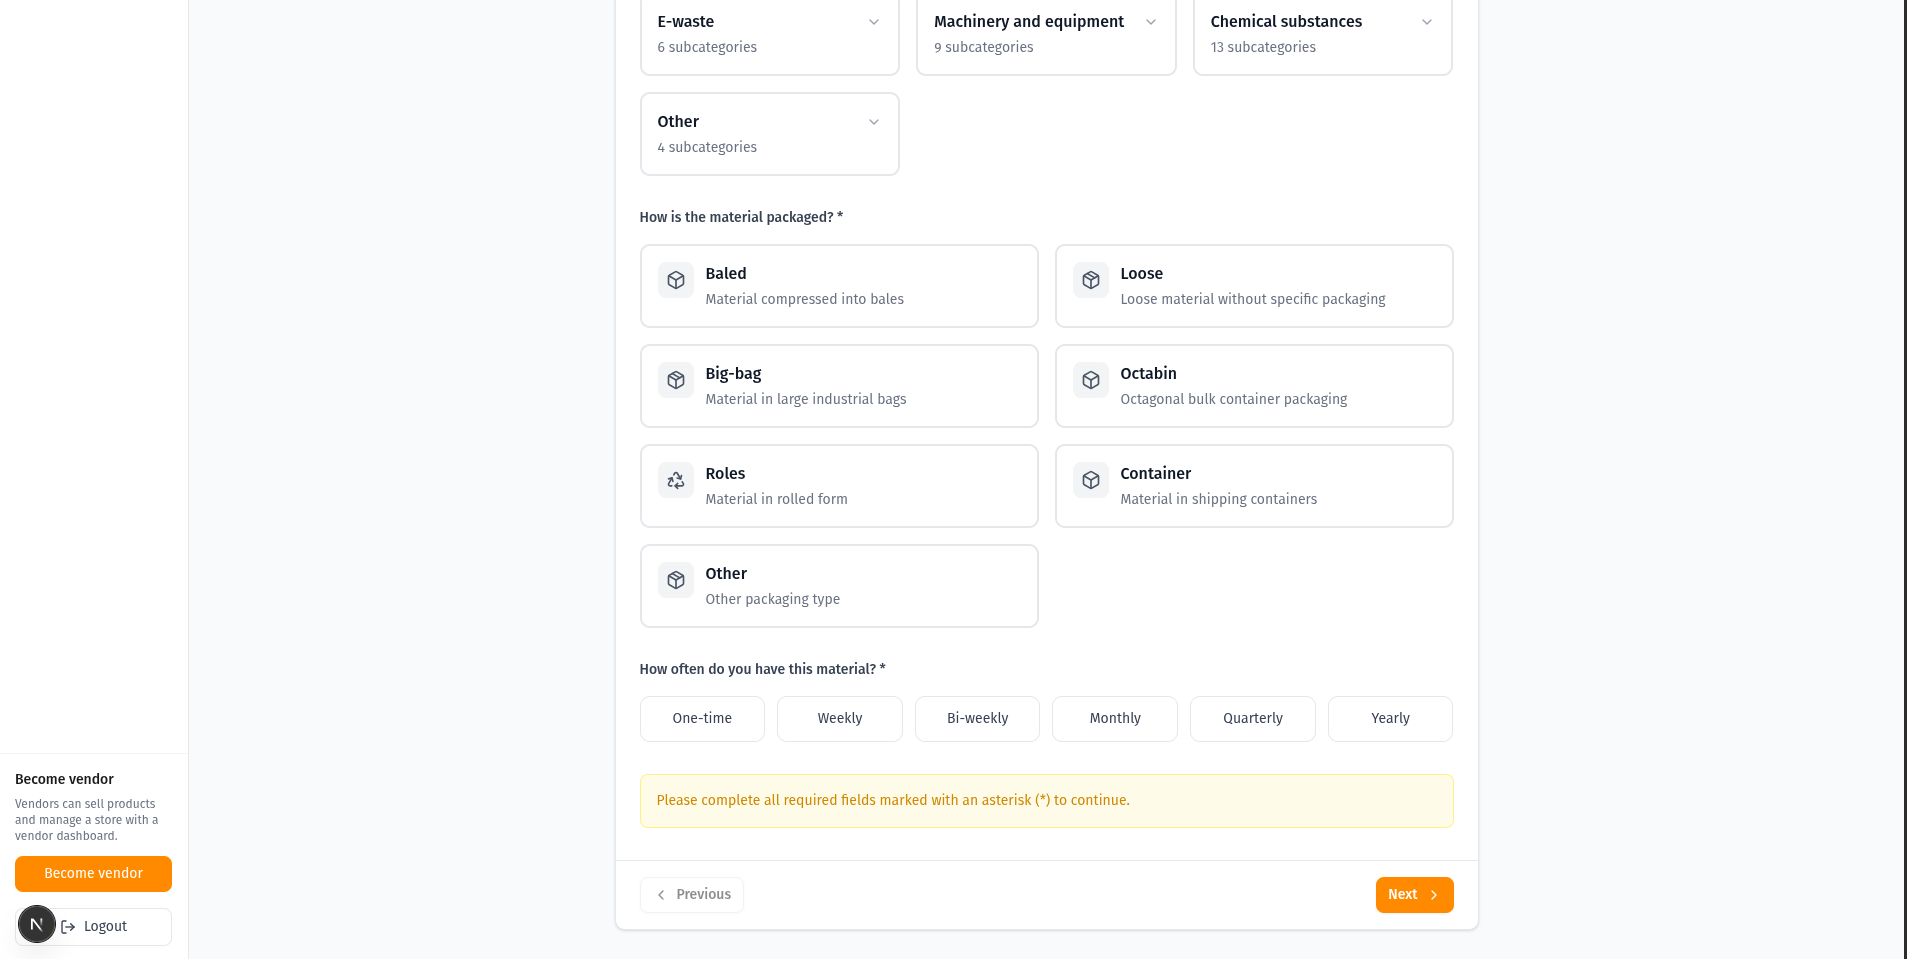 E-waste
6 subcategories
Machinery and equipment
9 subcategories
Chemical substances
13 subcategories
Other
4 subcategories
How is the material packaged? *
Baled
Material compressed into bales
Loose
Loose material without specific packaging
Big-bag
Material in large industrial bags
Octabin
Octagonal bulk container packaging
Roles
Material in rolled form
Container
Material in shipping containers
Other
Other packaging type
How often do you have this material? *
One-time
Weekly
Bi-weekly
Monthly
Quarterly
Yearly
Please complete all required fields marked with an asterisk (*) to continue.
Previous
Next
Become vendor
Vendors can sell products
and manage a store with a
vendor dashboard.
Become vendor
N
Logout